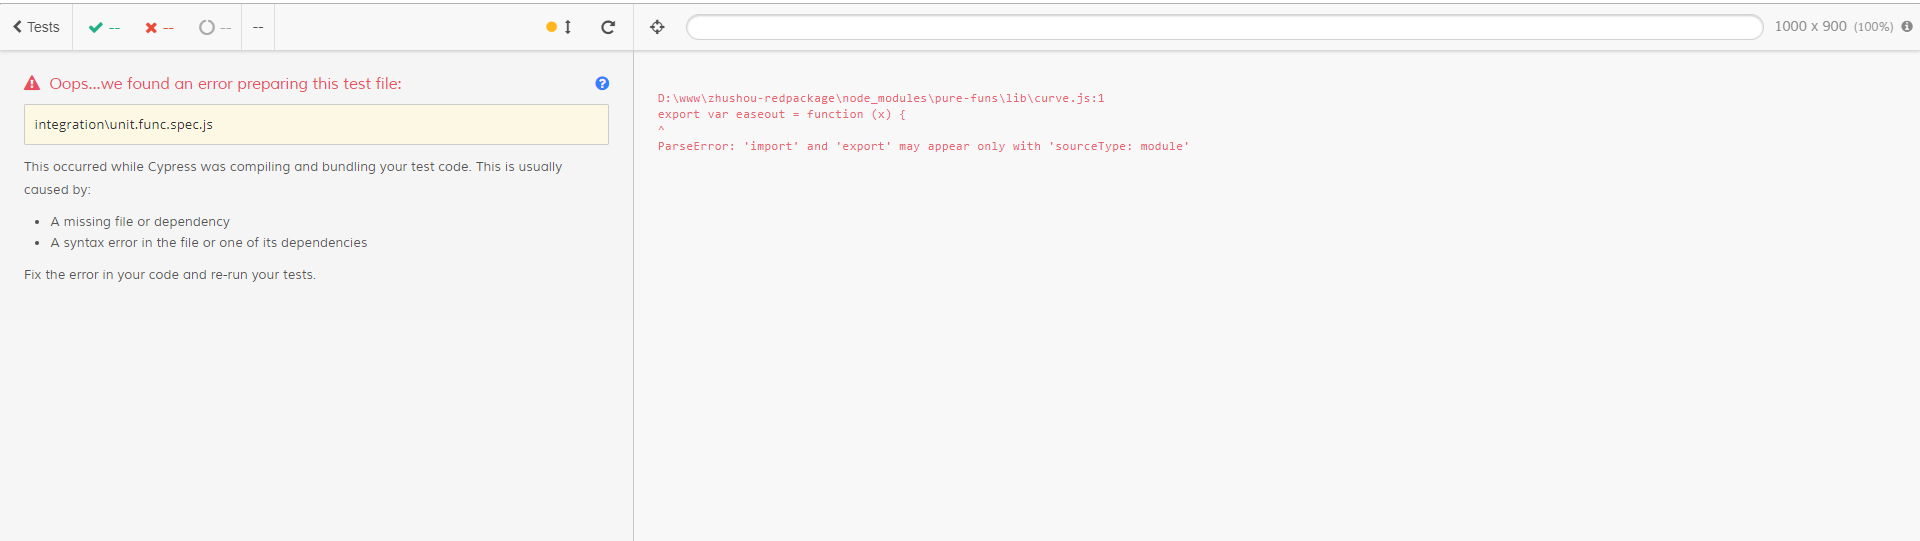 Tests -- -- -- --
1000 x 900 (100%)
Oops...we found an error preparing this test file:
integration\unit.func.spec.js
This occurred while Cypress was compiling and bundling your test code. This is usually
caused by:
• A missing file or dependency
• A syntax error in the file or one of its dependencies
Fix the error in your code and re-run your tests.
D:\www\zhushou-redpackage\node_modules\pure-funs\lib\curve.js:1
export var easeout = function (x) {
^
ParseError: 'import' and 'export' may appear only with 'sourceType: module'